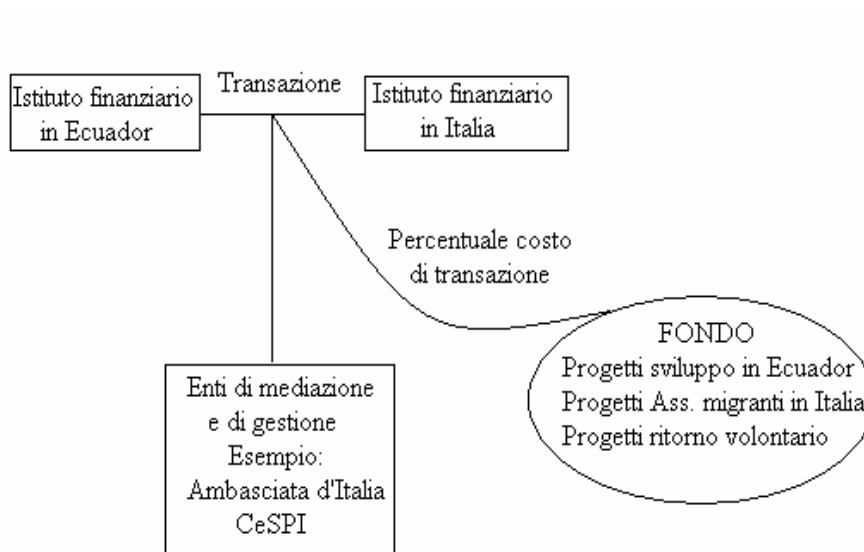 Istituto finanziario
in Ecuador
Transazione
Istituto finanziario
in Italia
Percentuale costo
di transazione
FONDO
Progetti sviluppo in Ecuador
Progetti Ass. migranti in Italia
Progetti ritorno volontario
Enti di mediazione
e di gestione
Esempio:
Ambasciata d'Italia
CeSPI